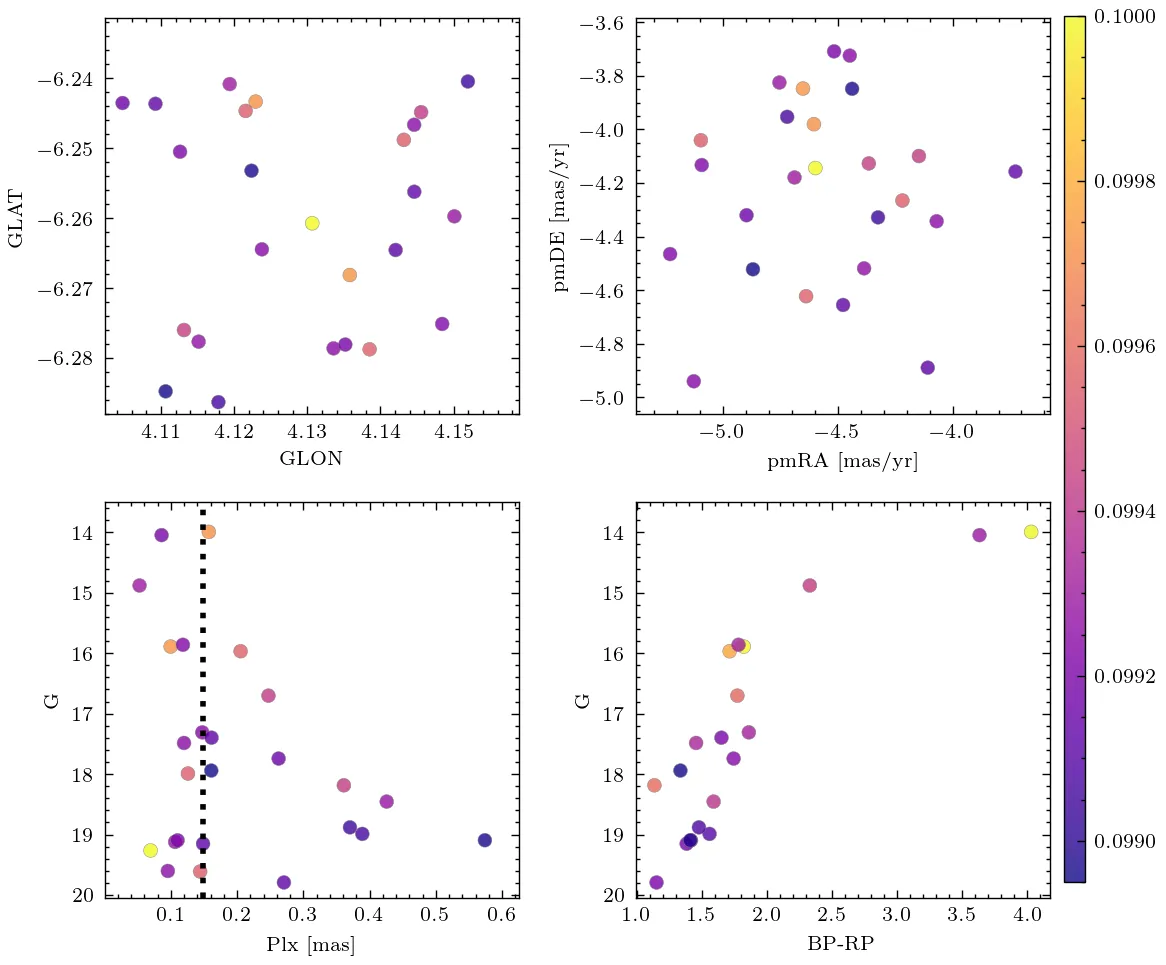 −6.24
−6.25
−6.26
−6.27
−6.28
GLAT
4.11 4.12 4.13 4.14 4.15
GLON
−3.6
−3.8
−4.0
−4.2
−4.4
−4.6
−4.8
−5.0
pmDE [mas/yr]
−5.0 −4.5 −4.0
pmRA [mas/yr]
0.1000
0.0998
0.0996
0.0994
0.0992
0.0990
14
15
16
17
18
19
20
G
0.1 0.2 0.3 0.4 0.5 0.6
Plx [mas]
14
15
16
17
18
19
20
G
1.0 1.5 2.0 2.5 3.0 3.5 4.0
BP-RP